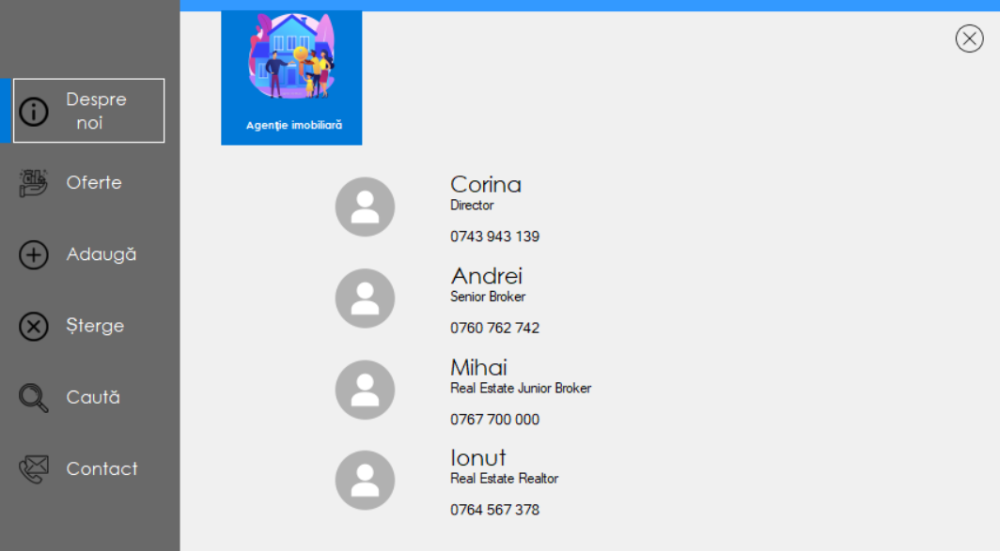 Despre
noi
Oferte
Adaugă
Șterge
Caută
Contact
Agenție imobiliară
Corina
Director
0743 943 139
Andrei
Senior Broker
0760 762 742
Mihai
Real Estate Junior Broker
0767 700 000
Ionut
Real Estate Realtor
0764 567 378